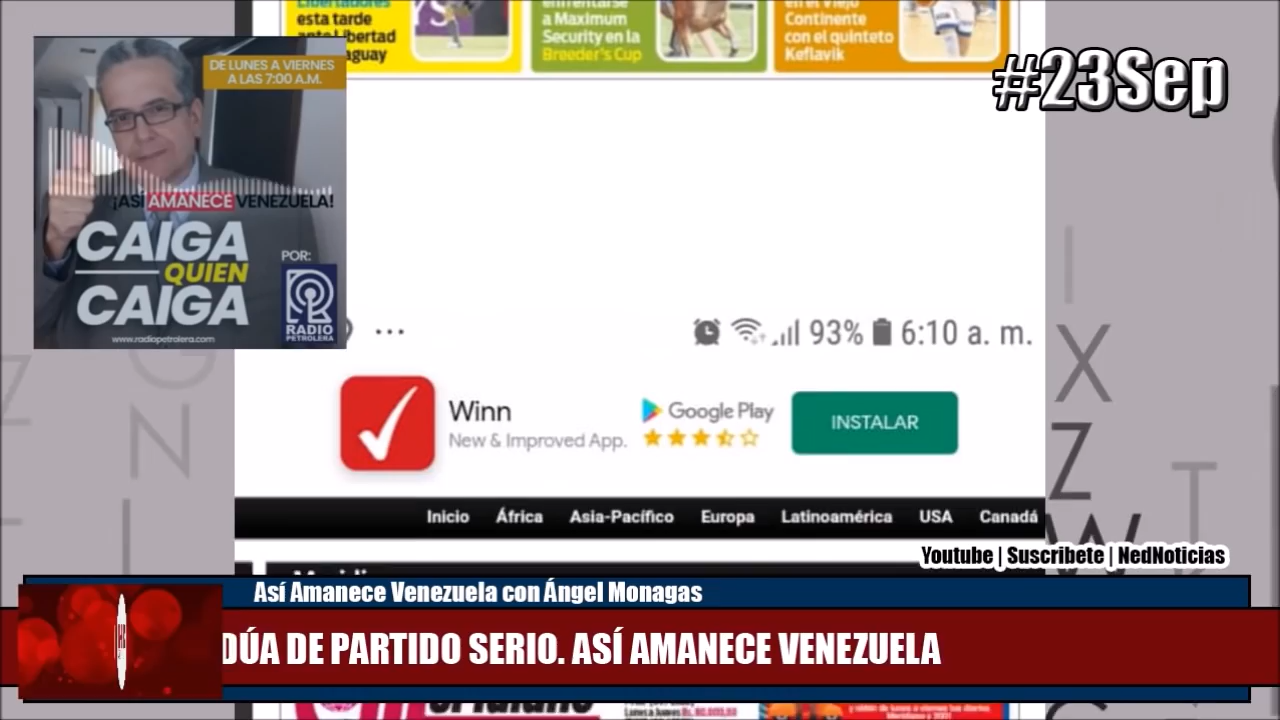 Libertadores
esta tarde
ante Libertad
enfrentarse
a Maximum
Security en la
Breeder's Cup
en el Viejo
Continente
con el quinteto
Keflavik
#23Sep
DE LUNES A VIERNES
A LAS 7:00 A.M.
¡ASÍ AMANECE VENEZUELA!
CAIGA
QUIEN
CAIGA
POR:
RADIO
PETROLERA
www.radiopetrolera.com
... 93% 6:10 a. m.
Winn
New & Improved App.
Google Play
INSTALAR
Inicio África Asia-Pacífico Europa Latinoamérica USA Canadá
Youtube | Suscribete | NedNoticias
Así Amanece Venezuela con Ángel Monagas
DÚA DE PARTIDO SERIO. ASÍ AMANECE VENEZUELA